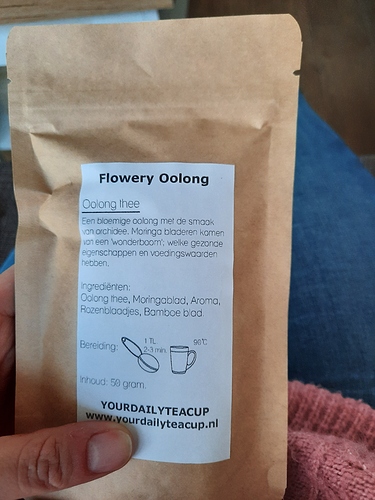 Flowery Oolong
Oolong thee
Een bloemige oolong met de smaak
van orchidee. Moringa bladeren komen
van een 'wonderboom'; welke gezonde
eigenschappen en voedingswaarden
hebben.
Ingrediënten:
Oolong thee, Moringablad, Aroma,
Rozenblaadjes, Bamboe blad
Bereiding:
1 TL
2-3 min.
90°C
Inhoud: 50 gram.
YOURDAILYTEACUP
www.yourdailyteacup.nl